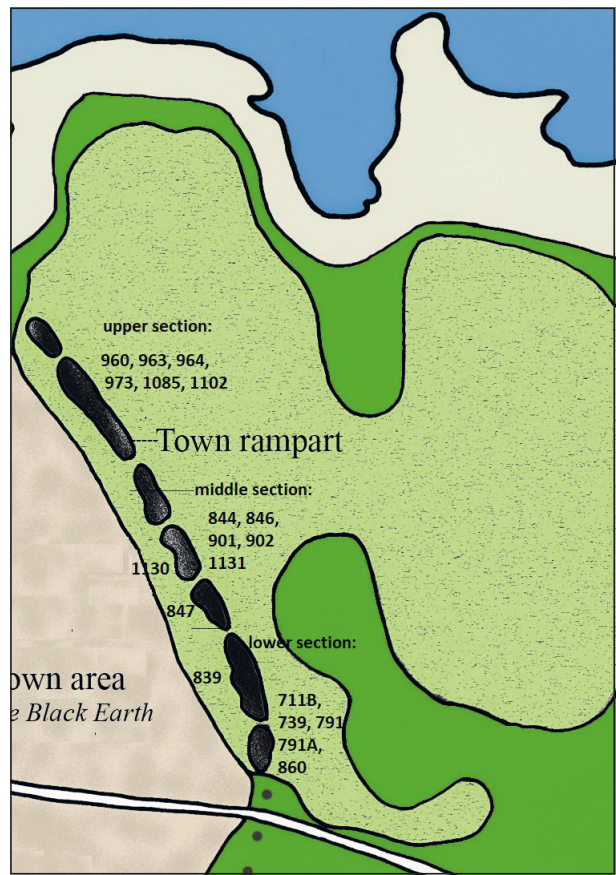 upper section:
960, 963, 964,
973, 1085, 1102
Town rampart
middle section:
844, 846,
901, 902
1131
1130
847
lower section:
839
711B,
739, 791
791A,
860
own area
e Black Earth